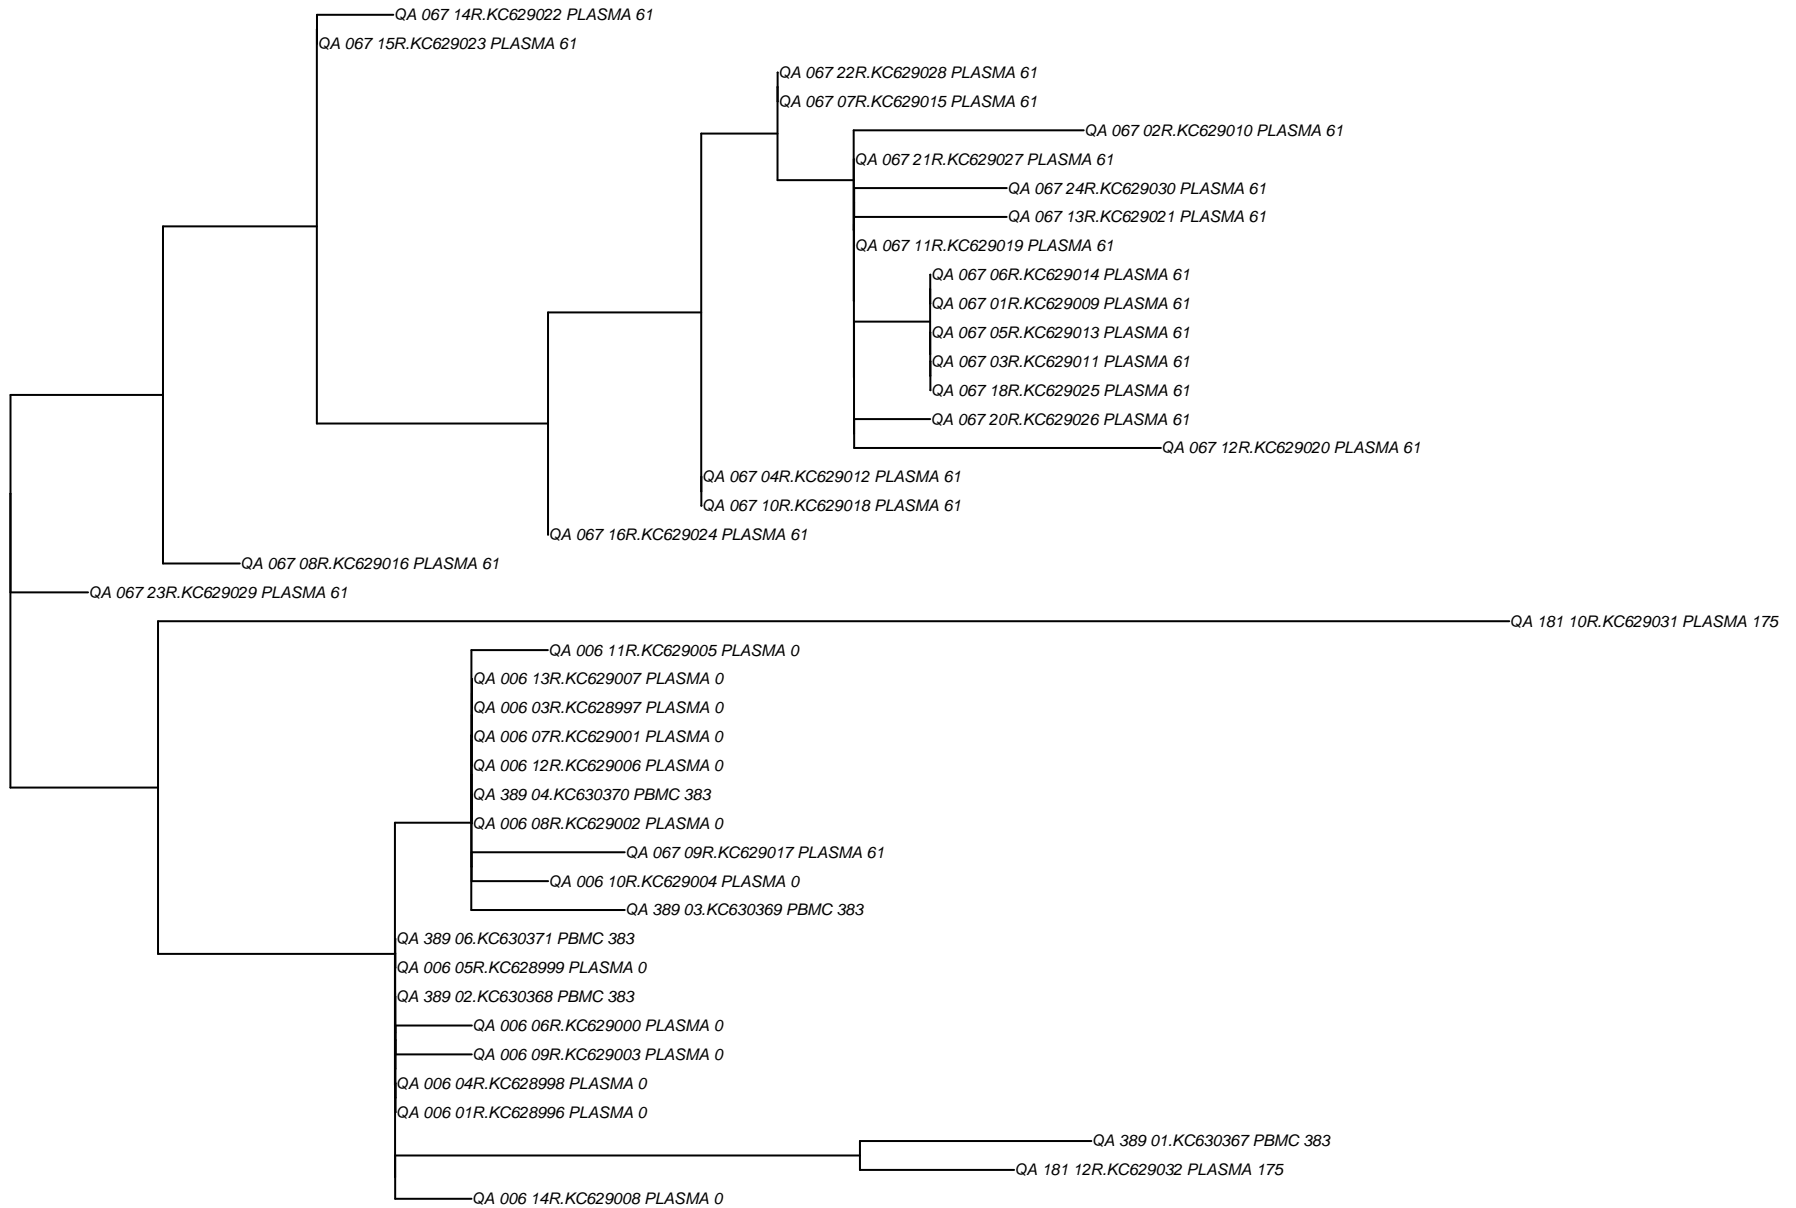 QA 067 14R.KC629022 PLASMA 61
QA 067 15R.KC629023 PLASMA 61
QA 067 22R.KC629028 PLASMA 61
QA 067 07R.KC629015 PLASMA 61
QA 067 02R.KC629010 PLASMA 61
QA 067 21R.KC629027 PLASMA 61
QA 067 24R.KC629030 PLASMA 61
QA 067 13R.KC629021 PLASMA 61
QA 067 11R.KC629019 PLASMA 61
QA 067 06R.KC629014 PLASMA 61
QA 067 01R.KC629009 PLASMA 61
QA 067 05R.KC629013 PLASMA 61
QA 067 03R.KC629011 PLASMA 61
QA 067 18R.KC629025 PLASMA 61
QA 067 20R.KC629026 PLASMA 61
QA 067 12R.KC629020 PLASMA 61
QA 067 04R.KC629012 PLASMA 61
QA 067 10R.KC629018 PLASMA 61
QA 067 16R.KC629024 PLASMA 61
QA 067 08R.KC629016 PLASMA 61
QA 067 23R.KC629029 PLASMA 61
QA 181 10R.KC629031 PLASMA 175
QA 006 11R.KC629005 PLASMA 0
QA 006 13R.KC629007 PLASMA 0
QA 006 03R.KC628997 PLASMA 0
QA 006 07R.KC629001 PLASMA 0
QA 006 12R.KC629006 PLASMA 0
QA 389 04.KC630370 PBMC 383
QA 006 08R.KC629002 PLASMA 0
QA 067 09R.KC629017 PLASMA 61
QA 006 10R.KC629004 PLASMA 0
QA 389 03.KC630369 PBMC 383
QA 389 06.KC630371 PBMC 383
QA 006 05R.KC628999 PLASMA 0
QA 389 02.KC630368 PBMC 383
QA 006 06R.KC629000 PLASMA 0
QA 006 09R.KC629003 PLASMA 0
QA 006 04R.KC628998 PLASMA 0
QA 006 01R.KC628996 PLASMA 0
QA 389 01.KC630367 PBMC 383
QA 181 12R.KC629032 PLASMA 175
QA 006 14R.KC629008 PLASMA 0